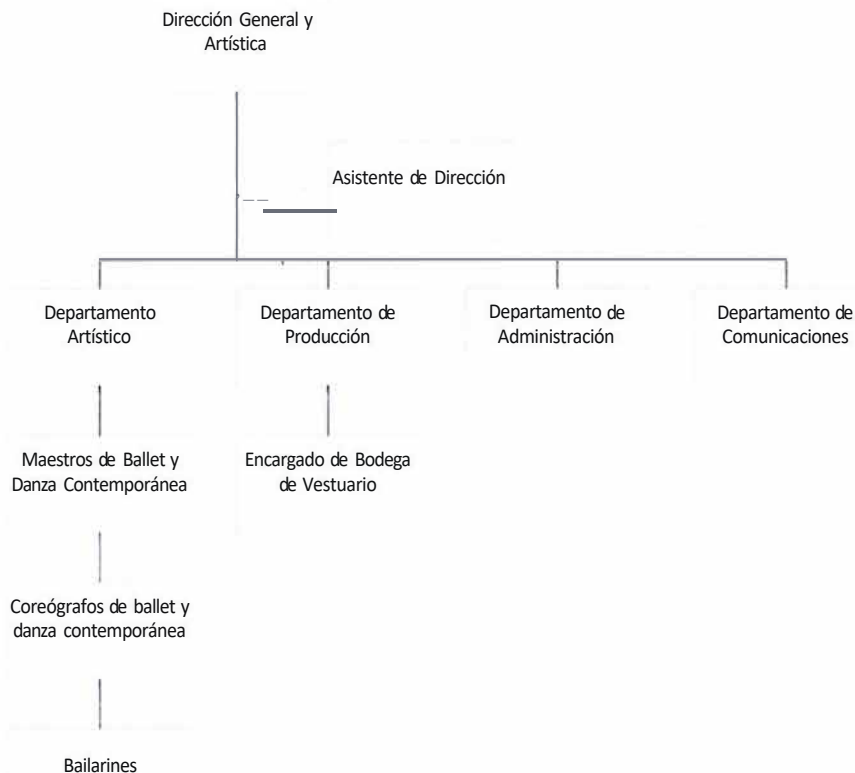 Dirección General y
Artística
Asistente de Dirección
Departamento
Artístico
Departamento de
Producción
Departamento de
Administración
Departamento de
Comunicaciones
Maestros de Ballet y
Danza Contemporánea
Encargado de Bodega
de Vestuario
Coreógrafos de ballet y
danza contemporánea
Bailarines